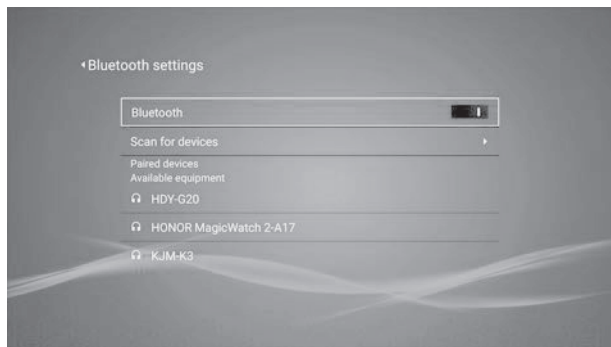 Bluetooth settings
Bluetooth
Scan for devices
Paired devices
Available equipment
HDY-G20
HONOR MagicWatch 2-A17
KJM-K3